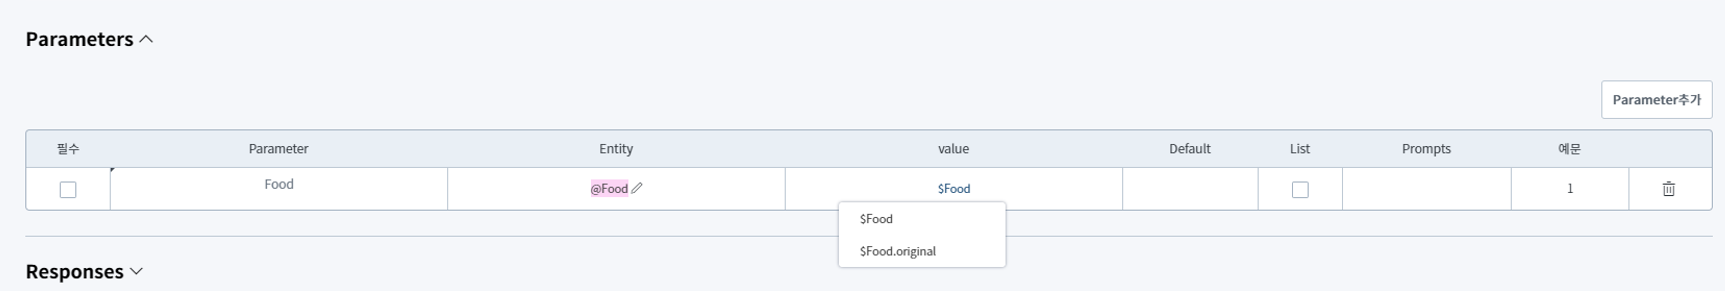 Parameters
Parameter추가
필수 Parameter Entity value Default List Prompts 예문
Food @Food $Food 1
$Food
$Food.original
Responses